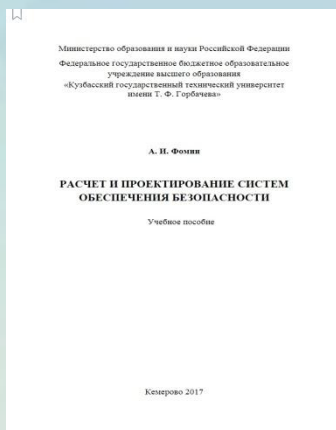 Министерство образования и науки Российской Федерации
Федеральное государственное бюджетное образовательное
учреждение высшего образования
«Кузбасский государственный технический университет
имени Т. Ф. Горбачева»
А. И. Фомин
РАСЧЕТ И ПРОЕКТИРОВАНИЕ СИСТЕМ
ОБЕСПЕЧЕНИЯ БЕЗОПАСНОСТИ
Учебное пособие
Кемерово 2017